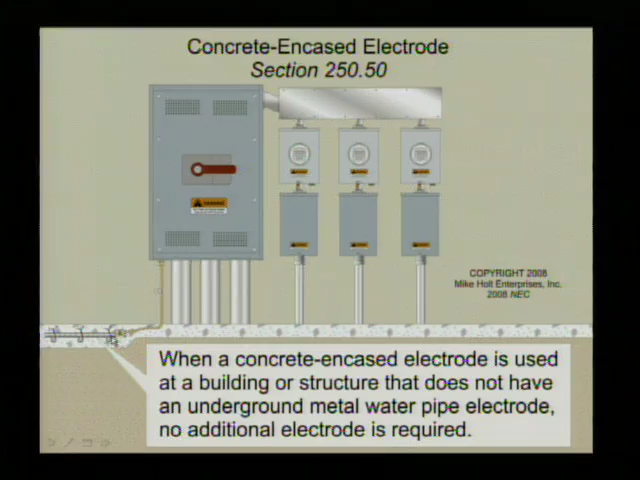 Concrete-Encased Electrode
Section 250.50
WARNING
COPYRIGHT 2008
Mike Holt Enterprises, Inc.
2008 NEC
When a concrete-encased electrode is used
at a building or structure that does not have
an underground metal water pipe electrode,
no additional electrode is required.